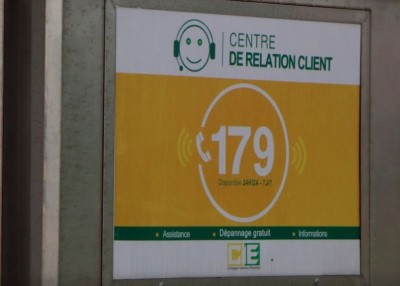 CENTRE
DE RELATION CLIENT
179
Disponible 24H/24 - 7J/7
Assistance Dépannage gratuit Informations
CIE